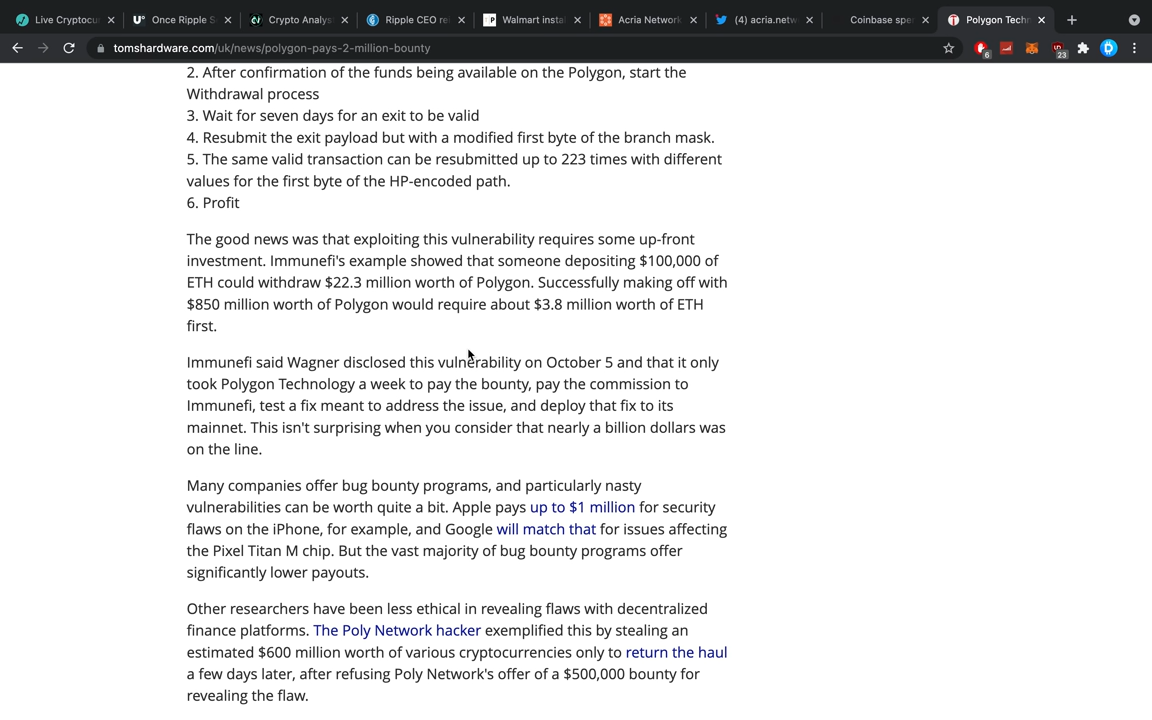 Live Cryptocur
Once Ripple S
Crypto Analys
Ripple CEO re
Walmart insta
Acria Network
(4) acria.netw
Coinbase spe
Polygon Techn
tomshardware.com/uk/news/polygon-pays-2-million-bounty
6
23
2. After confirmation of the funds being available on the Polygon, start the
Withdrawal process
3. Wait for seven days for an exit to be valid
4. Resubmit the exit payload but with a modified first byte of the branch mask.
5. The same valid transaction can be resubmitted up to 223 times with different
values for the first byte of the HP-encoded path.
6. Profit
The good news was that exploiting this vulnerability requires some up-front
investment. Immunefi's example showed that someone depositing $100,000 of
ETH could withdraw $22.3 million worth of Polygon. Successfully making off with
$850 million worth of Polygon would require about $3.8 million worth of ETH
first.
Immunefi said Wagner disclosed this vulnerability on October 5 and that it only
took Polygon Technology a week to pay the bounty, pay the commission to
Immunefi, test a fix meant to address the issue, and deploy that fix to its
mainnet. This isn't surprising when you consider that nearly a billion dollars was
on the line.
Many companies offer bug bounty programs, and particularly nasty
vulnerabilities can be worth quite a bit. Apple pays up to $1 million for security
flaws on the iPhone, for example, and Google will match that for issues affecting
the Pixel Titan M chip. But the vast majority of bug bounty programs offer
significantly lower payouts.
Other researchers have been less ethical in revealing flaws with decentralized
finance platforms. The Poly Network hacker exemplified this by stealing an
estimated $600 million worth of various cryptocurrencies only to return the haul
a few days later, after refusing Poly Network's offer of a $500,000 bounty for
revealing the flaw.